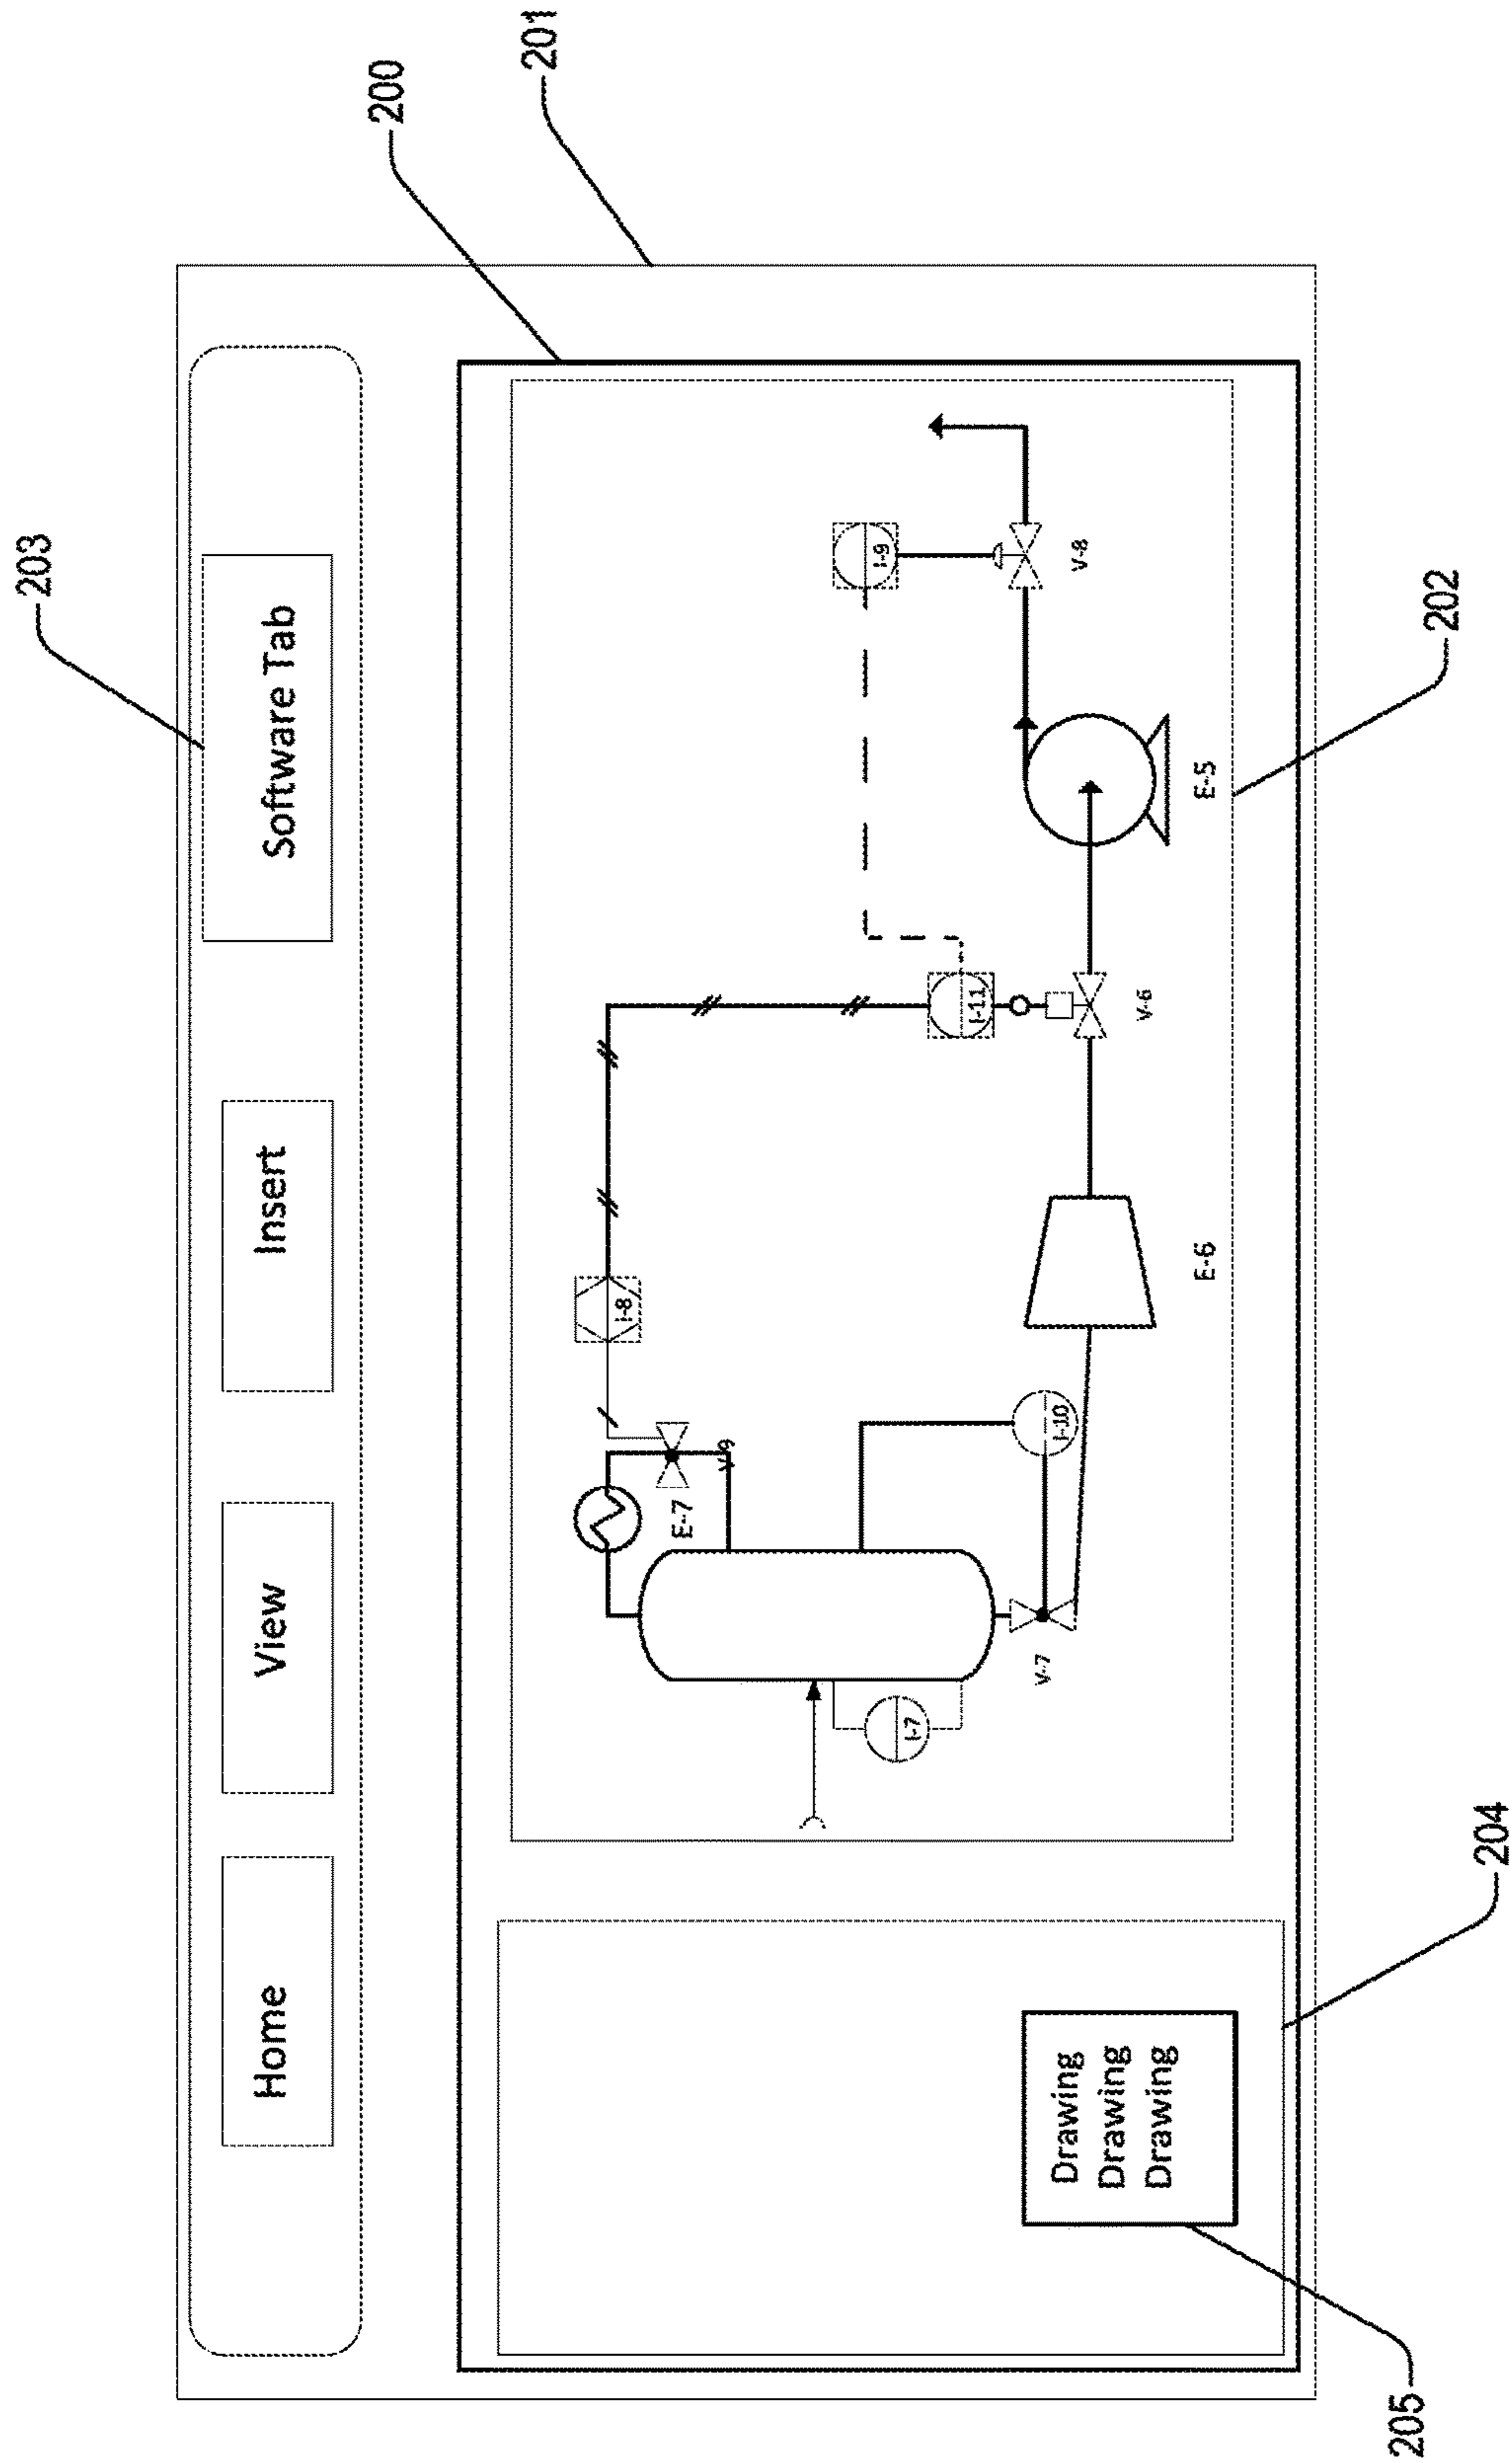 203
200
201
Home
View
Insert
Software Tab
I-8
I-9
V-9
E-7
I-11
I-7
I-10
V-8
V-7
V-6
E-6
E-5
202
Drawing
Drawing
Drawing
204
205